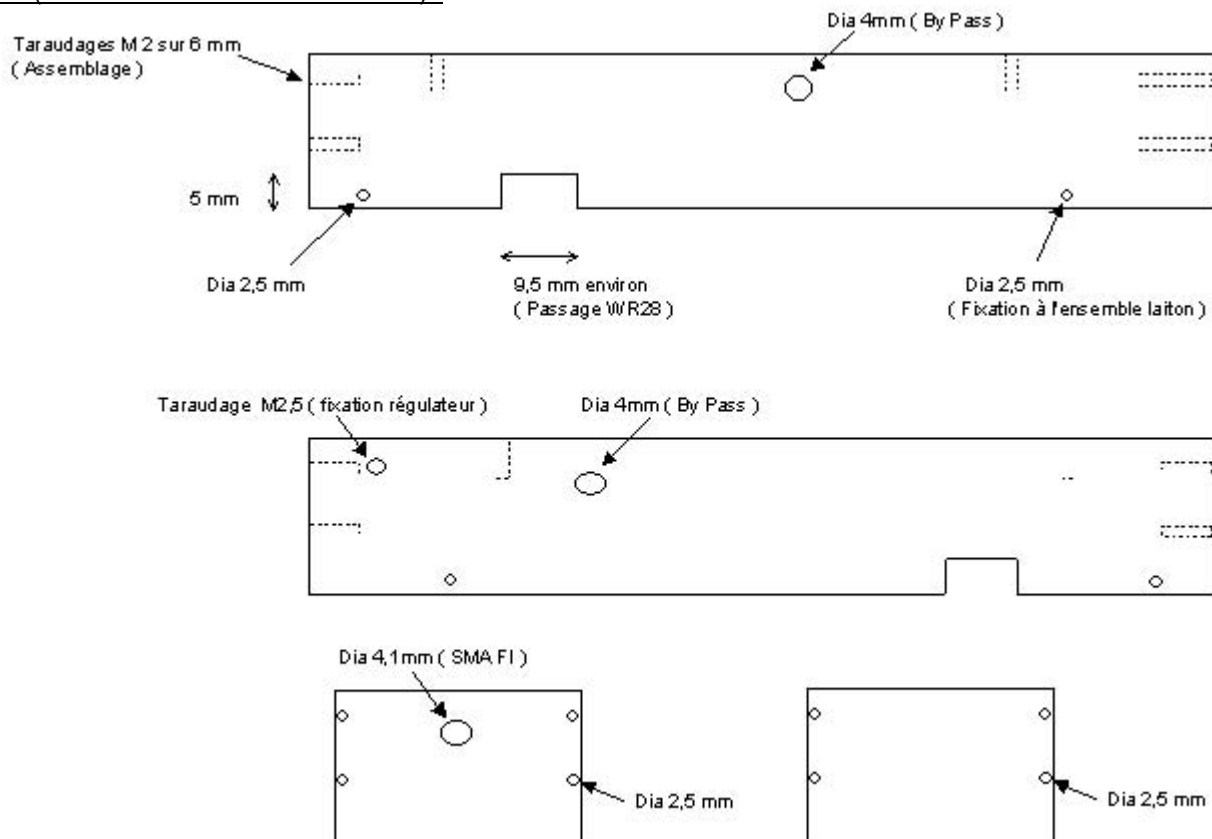 Dia 4mm ( By Pass )
Taraudages M 2 sur 6 mm
( Assemblage )
5 mm
Dia 2,5 mm
9,5 mm environ
( Passage WR28 )
Dia 2,5 mm
( Fixation à l'ensemble laiton )
Taraudage M2,5 ( fixation régulateur )
Dia 4mm ( By Pass )
Dia 4,1mm ( SMA FI )
Dia 2,5 mm
Dia 2,5 mm